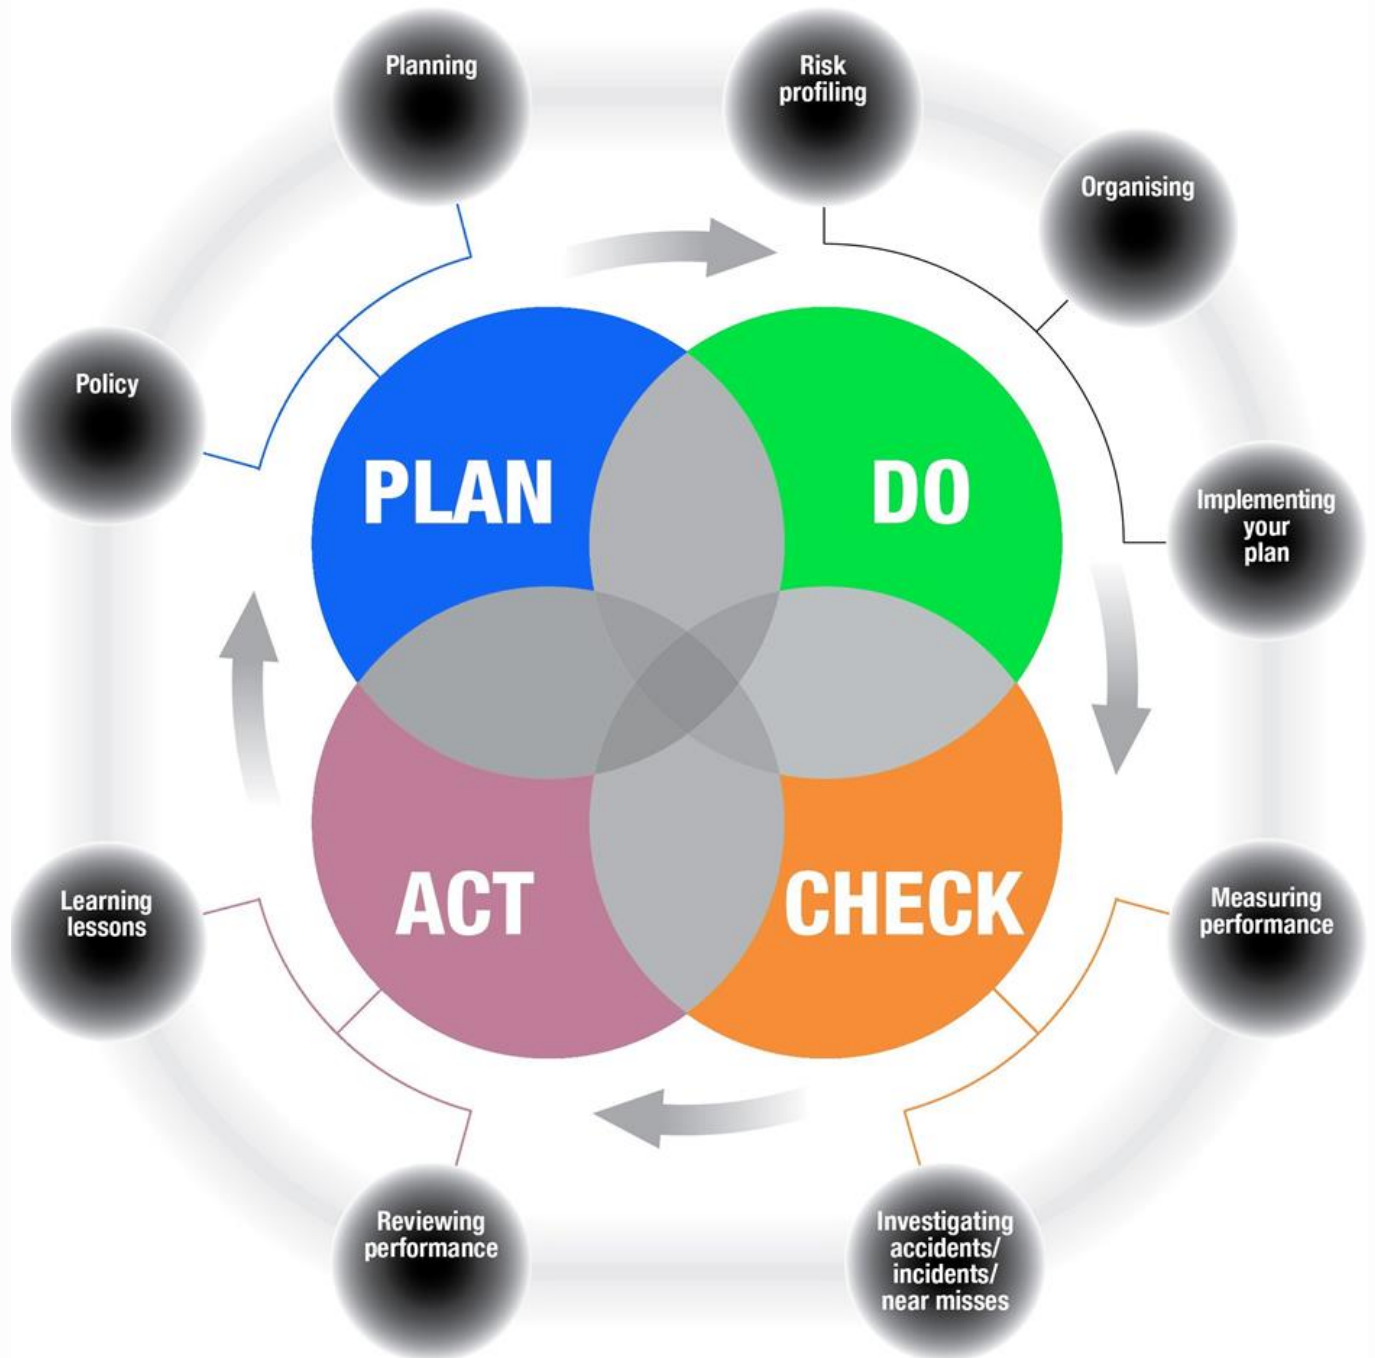 Planning
Risk
profiling
Organising
Policy
PLAN
DO
Implementing
your
plan
Learning
lessons
ACT
CHECK
Measuring
performance
Reviewing
performance
Investigating
accidents/
incidents/
near misses